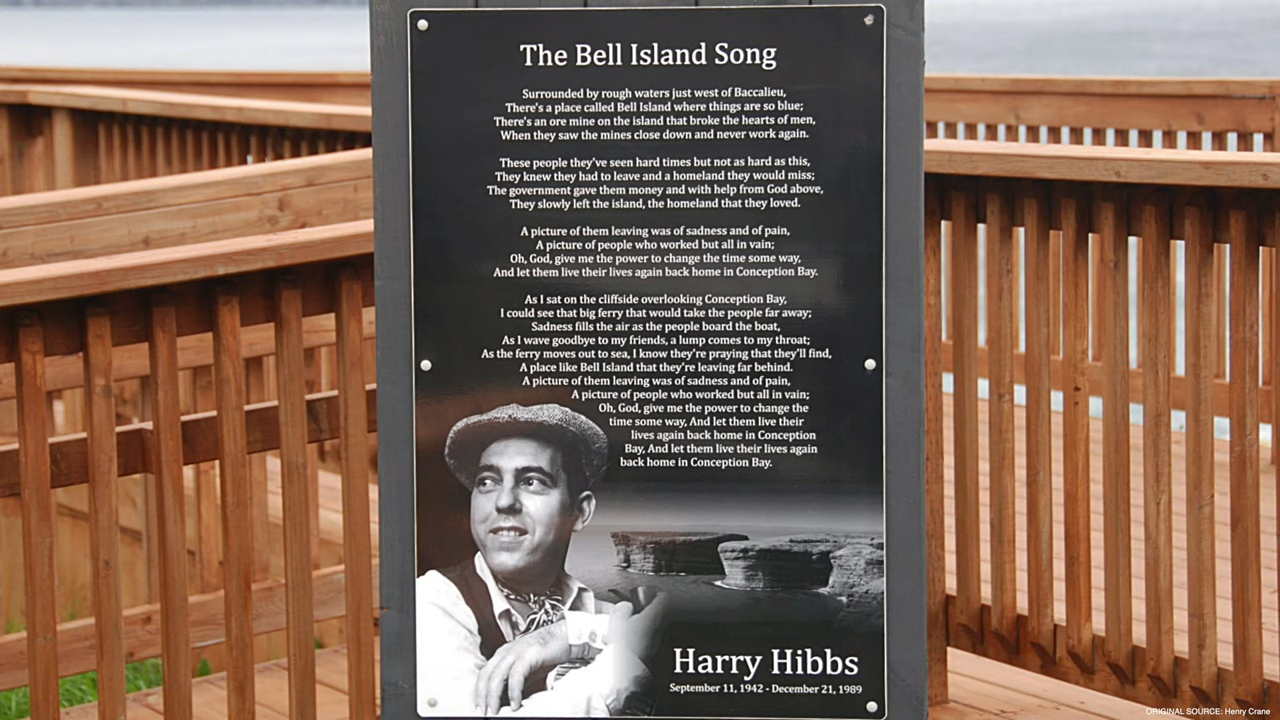 The Bell Island Song
Surrounded by rough waters just west of Baccalieu,
There's a place called Bell Island where things are so blue;
There's an ore mine on the island that broke the hearts of men,
When they saw the mines close down and never work again.
These people they've seen hard times but not as hard as this,
They knew they had to leave and a homeland they would miss;
The government gave them money and with help from God above,
They slowly left the island, the homeland that they loved.
A picture of them leaving was of sadness and of pain,
A picture of people who worked but all in vain;
Oh, God, give me the power to change the time some way,
And let them live their lives again back home in Conception Bay.
As I sat on the cliffside overlooking Conception Bay,
I could see that big ferry that would take the people far away;
Sadness fills the air as the people board the boat,
As I wave goodbye to my friends, a lump comes to my throat;
As the ferry moves out to sea, I know they're praying that they'll find,
A place like Bell Island that they're leaving far behind.
A picture of them leaving was of sadness and of pain,
A picture of people who worked but all in vain;
Oh, God, give me the power to change the
time some way, And let them live their
lives again back home in Conception
Bay, And let them live their lives again
back home in Conception Bay.
Harry Hibbs
September 11, 1942 - December 21, 1989
ORIGINAL SOURCE: Henry Crane